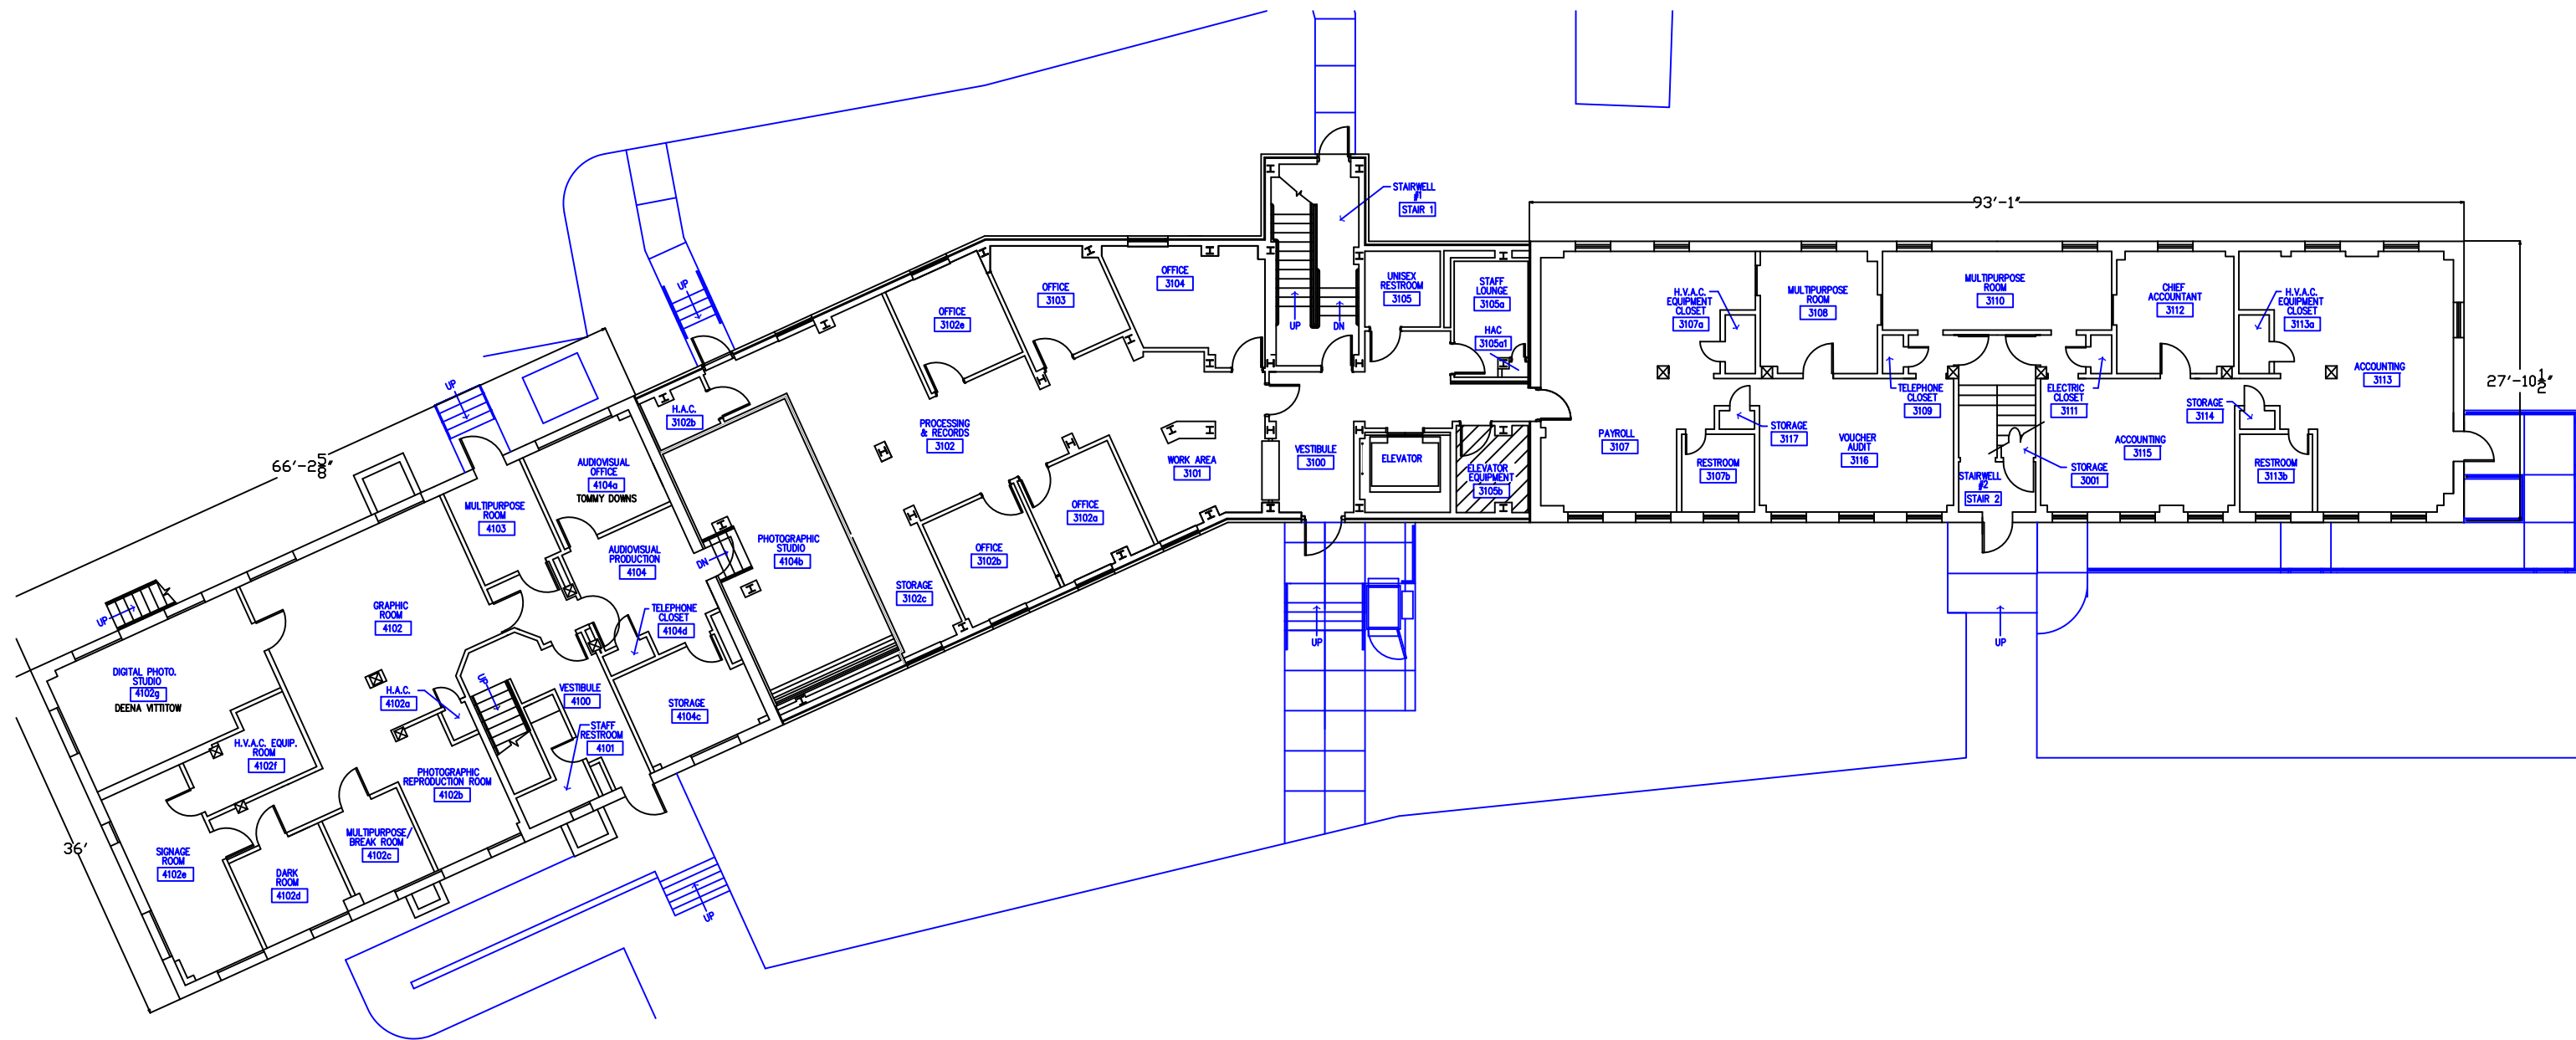 93'-1"
27'-10 1/2"
66'-2 5/8"
36'
STAIRWELL
#1
STAIR 1
UP
DN
UP
UP
UP
DIGITAL PHOTO.
STUDIO
4102g
DEENA VITTITOW
H.V.A.C. EQUIP.
ROOM
4102f
SIGNAGE
ROOM
4102e
DARK
ROOM
4102d
MULTIPURPOSE/
BREAK ROOM
4102c
PHOTOGRAPHIC
REPRODUCTION ROOM
4102b
H.A.C.
4102a
GRAPHIC
ROOM
4102
MULTIPURPOSE
ROOM
4103
AUDIOVISUAL
OFFICE
4104a
TOMMY DOWNS
AUDIOVISUAL
PRODUCTION
4104
TELEPHONE
CLOSET
4104d
UP
VESTIBULE
4100
STAFF
RESTROOM
4101
STORAGE
4104c
UP
DN
PHOTOGRAPHIC
STUDIO
4104b
H.A.C.
3102b
PROCESSING
& RECORDS
3102
STORAGE
3102c
OFFICE
3102b
OFFICE
3102a
OFFICE
3102e
OFFICE
3103
OFFICE
3104
WORK AREA
3101
VESTIBULE
3100
ELEVATOR
ELEVATOR
EQUIPMENT
3105b
UNISEX
RESTROOM
3105
STAFF
LOUNGE
3105a
HAC
3105a1
UP
PAYROLL
3107
H.V.A.C.
EQUIPMENT
CLOSET
3107a
RESTROOM
3107b
STORAGE
3117
MULTIPURPOSE
ROOM
3108
VOUCHER
AUDIT
3116
TELEPHONE
CLOSET
3109
MULTIPURPOSE
ROOM
3110
STAIRWELL
#2
STAIR 2
UP
ELECTRIC
CLOSET
3111
STORAGE
3001
CHIEF
ACCOUNTANT
3112
ACCOUNTING
3115
STORAGE
3114
H.V.A.C.
EQUIPMENT
CLOSET
3113a
RESTROOM
3113b
ACCOUNTING
3113